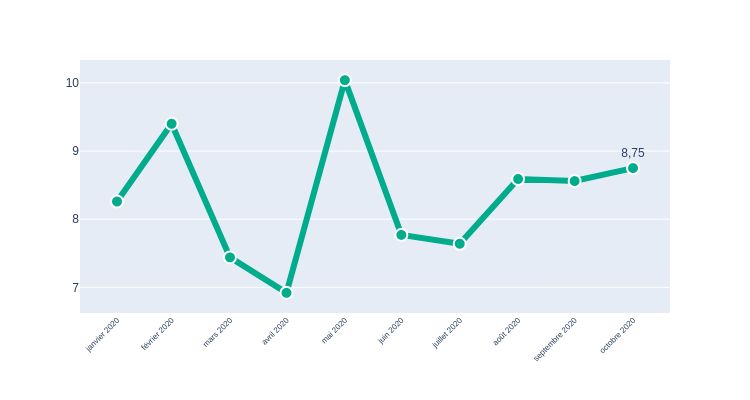 10
9
8
7
8,75
janvier 2020
février 2020
mars 2020
avril 2020
mai 2020
juin 2020
juillet 2020
août 2020
septembre 2020
octobre 2020